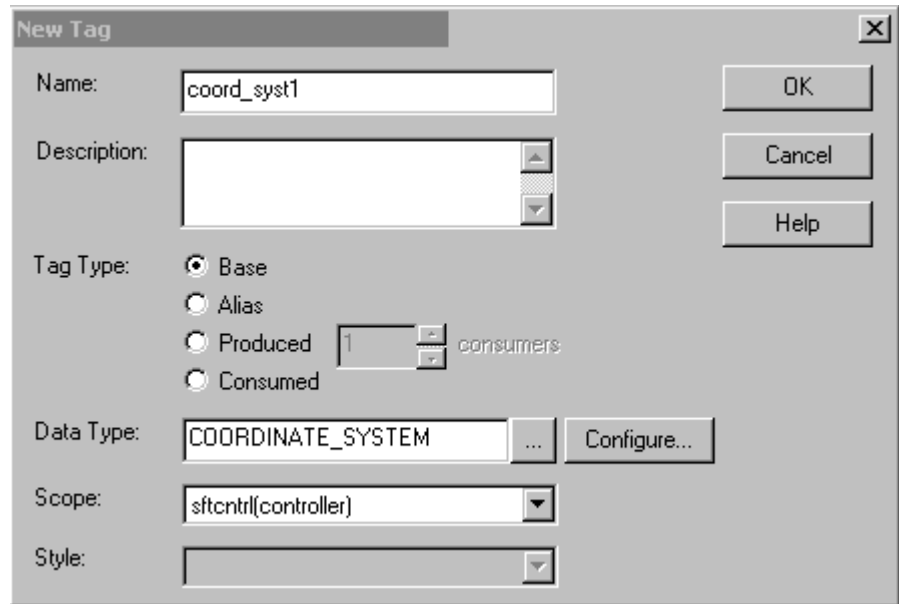 New Tag
Name: coord_syst1 OK
Description: Cancel
Help
Tag Type: Base
Alias
Produced 1 consumers
Consumed
Data Type: COORDINATE_SYSTEM ... Configure...
Scope: sftcntrl(controller)
Style: